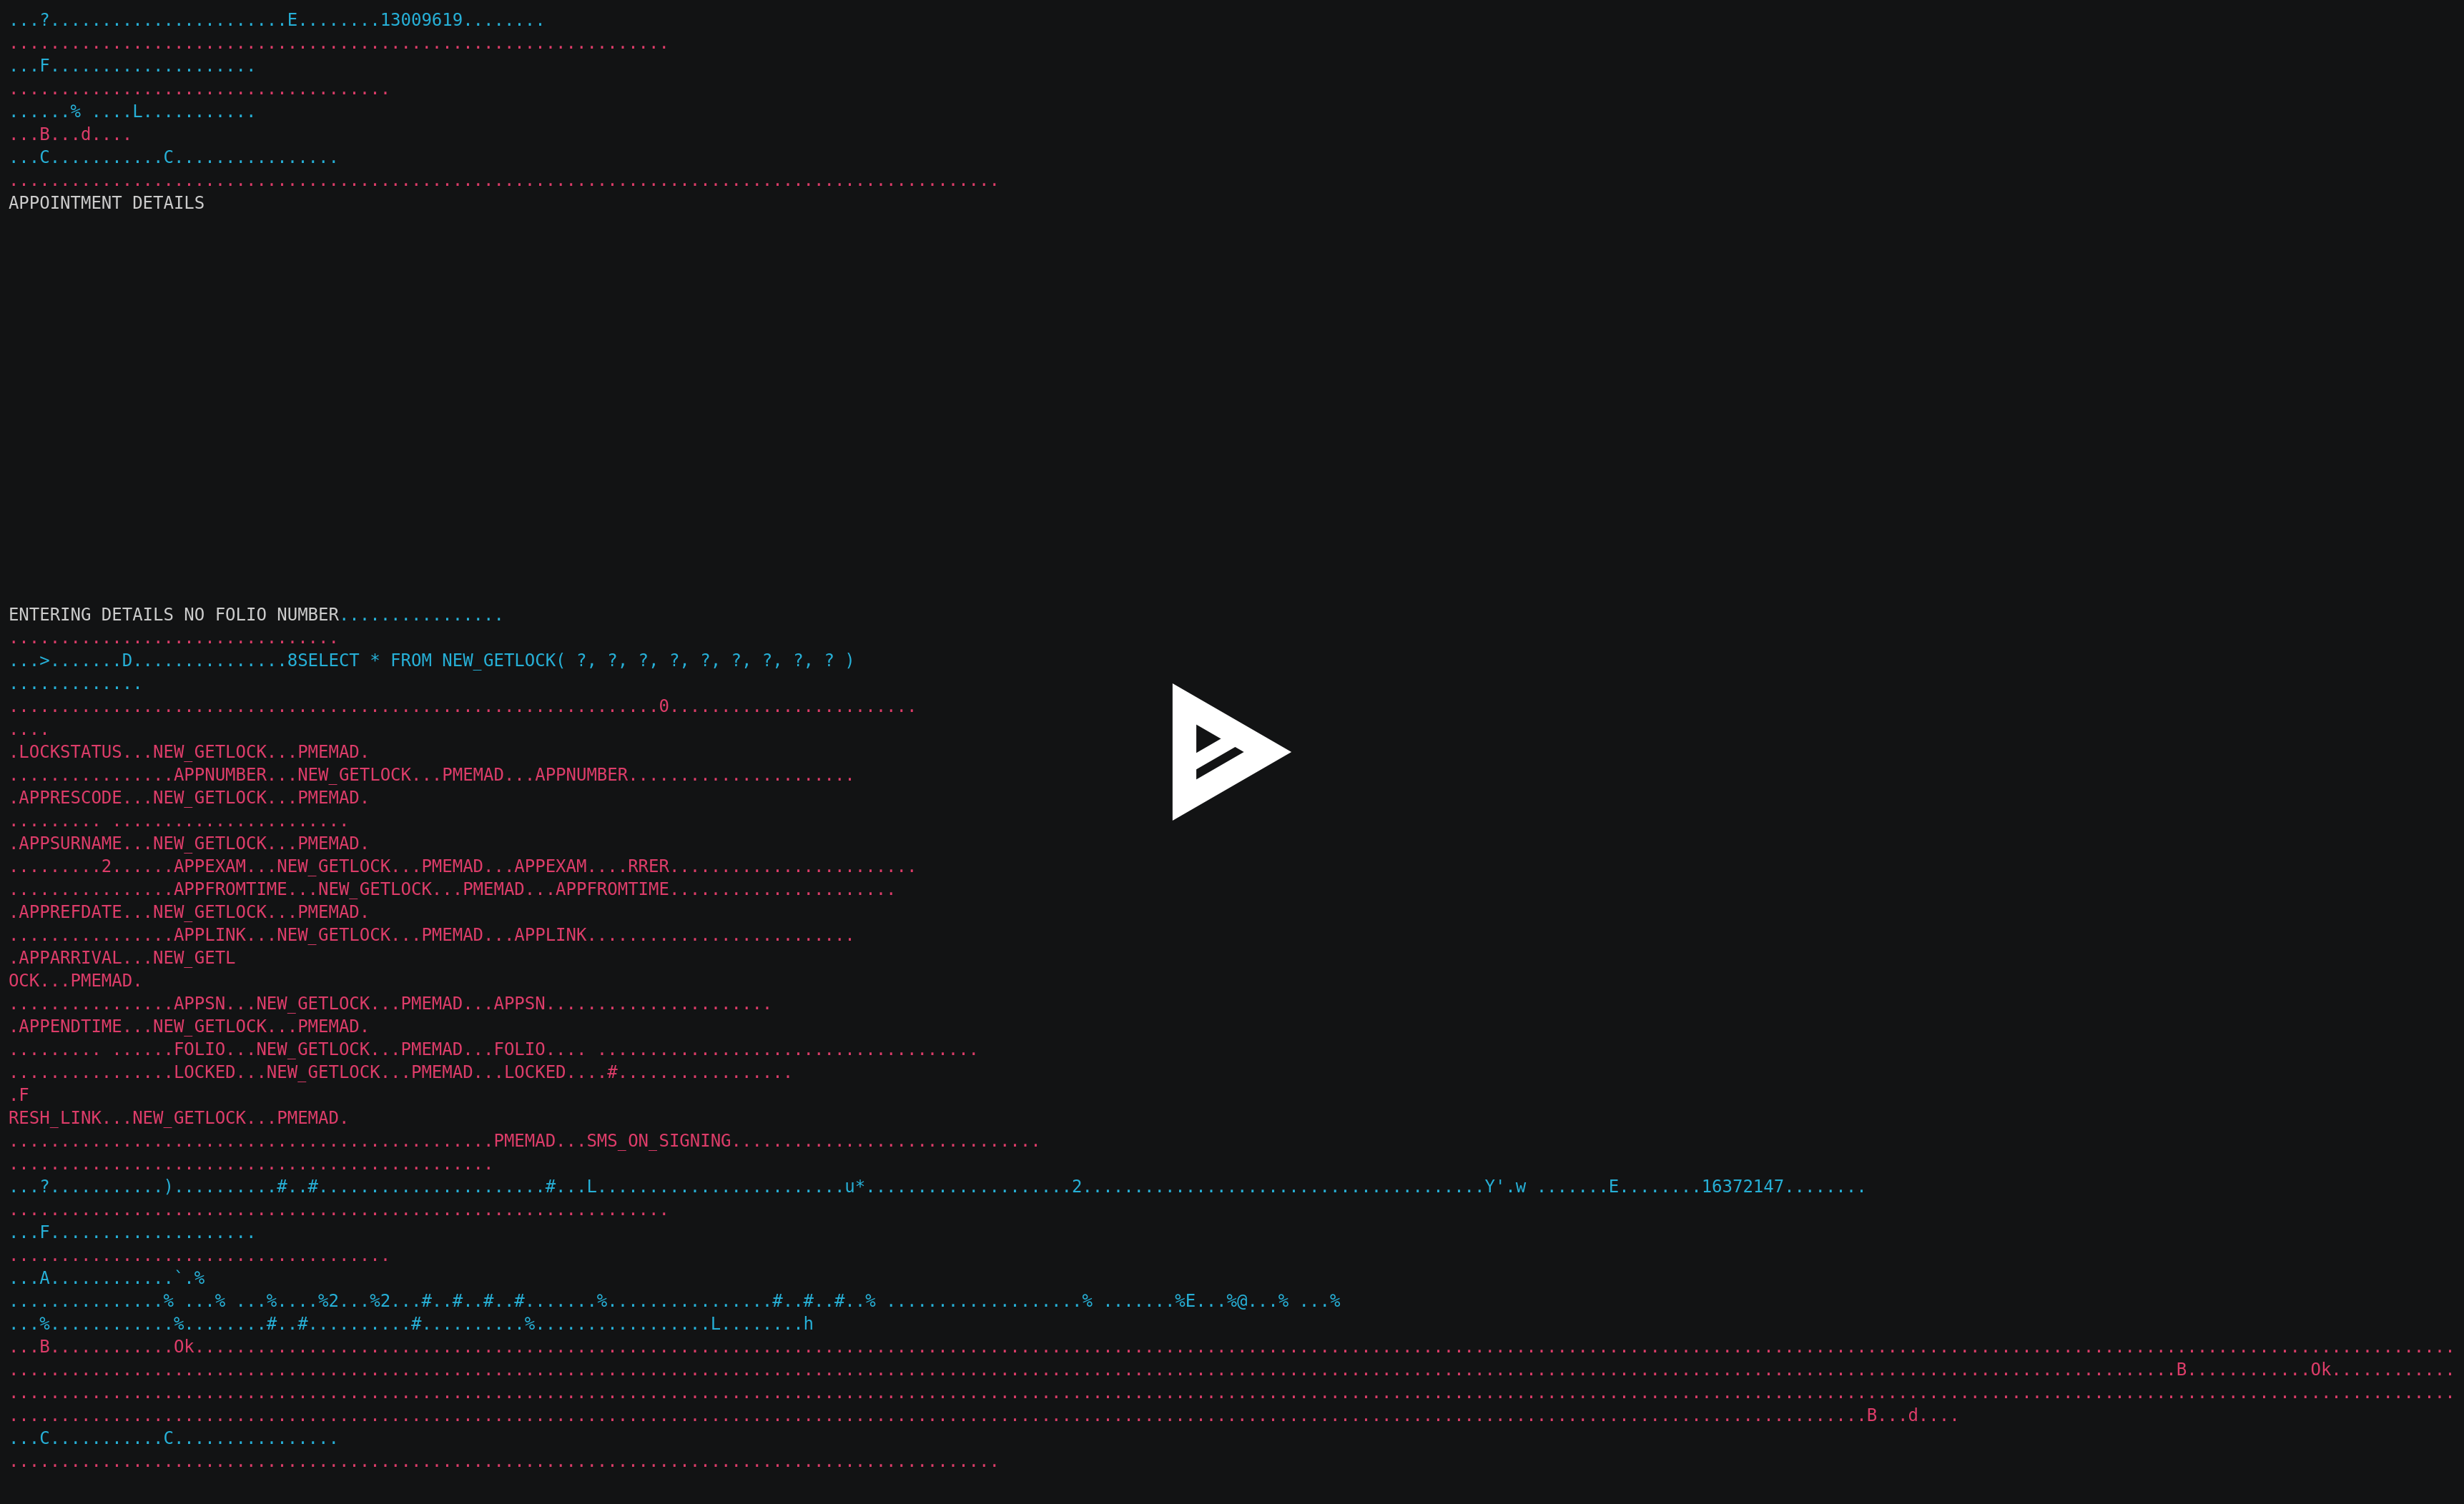 ...?.......................E........13009619........
................................................................
...F....................
.....................................
......% ....L...........
...B...d....
...C...........C................
................................................................................................
APPOINTMENT DETAILS
ENTERING DETAILS NO FOLIO NUMBER................
................................
...>.......D...............8SELECT * FROM NEW_GETLOCK( ?, ?, ?, ?, ?, ?, ?, ?, ? )
.............
...............................................................0........................
....
.LOCKSTATUS...NEW_GETLOCK...PMEMAD.
................APPNUMBER...NEW_GETLOCK...PMEMAD...APPNUMBER......................
.APPRESCODE...NEW_GETLOCK...PMEMAD.
......... .......................
.APPSURNAME...NEW_GETLOCK...PMEMAD.
.........2......APPEXAM...NEW_GETLOCK...PMEMAD...APPEXAM....RRER........................
................APPFROMTIME...NEW_GETLOCK...PMEMAD...APPFROMTIME......................
.APPREFDATE...NEW_GETLOCK...PMEMAD.
................APPLINK...NEW_GETLOCK...PMEMAD...APPLINK..........................
.APPARRIVAL...NEW_GETL
OCK...PMEMAD.
................APPSN...NEW_GETLOCK...PMEMAD...APPSN......................
.APPENDTIME...NEW_GETLOCK...PMEMAD.
......... ......FOLIO...NEW_GETLOCK...PMEMAD...FOLIO.... .....................................
................LOCKED...NEW_GETLOCK...PMEMAD...LOCKED....#.................
.F
RESH_LINK...NEW_GETLOCK...PMEMAD.
...............................................PMEMAD...SMS_ON_SIGNING..............................
...............................................
...?...........)..........#..#......................#...L........................u*....................2.......................................Y'.w .......E........16372147........
................................................................
...F....................
.....................................
...A............`.%
...............% ...% ...%....%2...%2...#..#..#..#.......%................#..#..#..% ...................% .......%E...%@...% ...%
...%............%........#..#..........#..........%.................L........h
...B............Ok...........................................................................................................................................................................................................................
..................................................................................................................................................................................................................B............Ok............
.............................................................................................................................................................................................................................................
....................................................................................................................................................................................B...d....
...C...........C................
................................................................................................